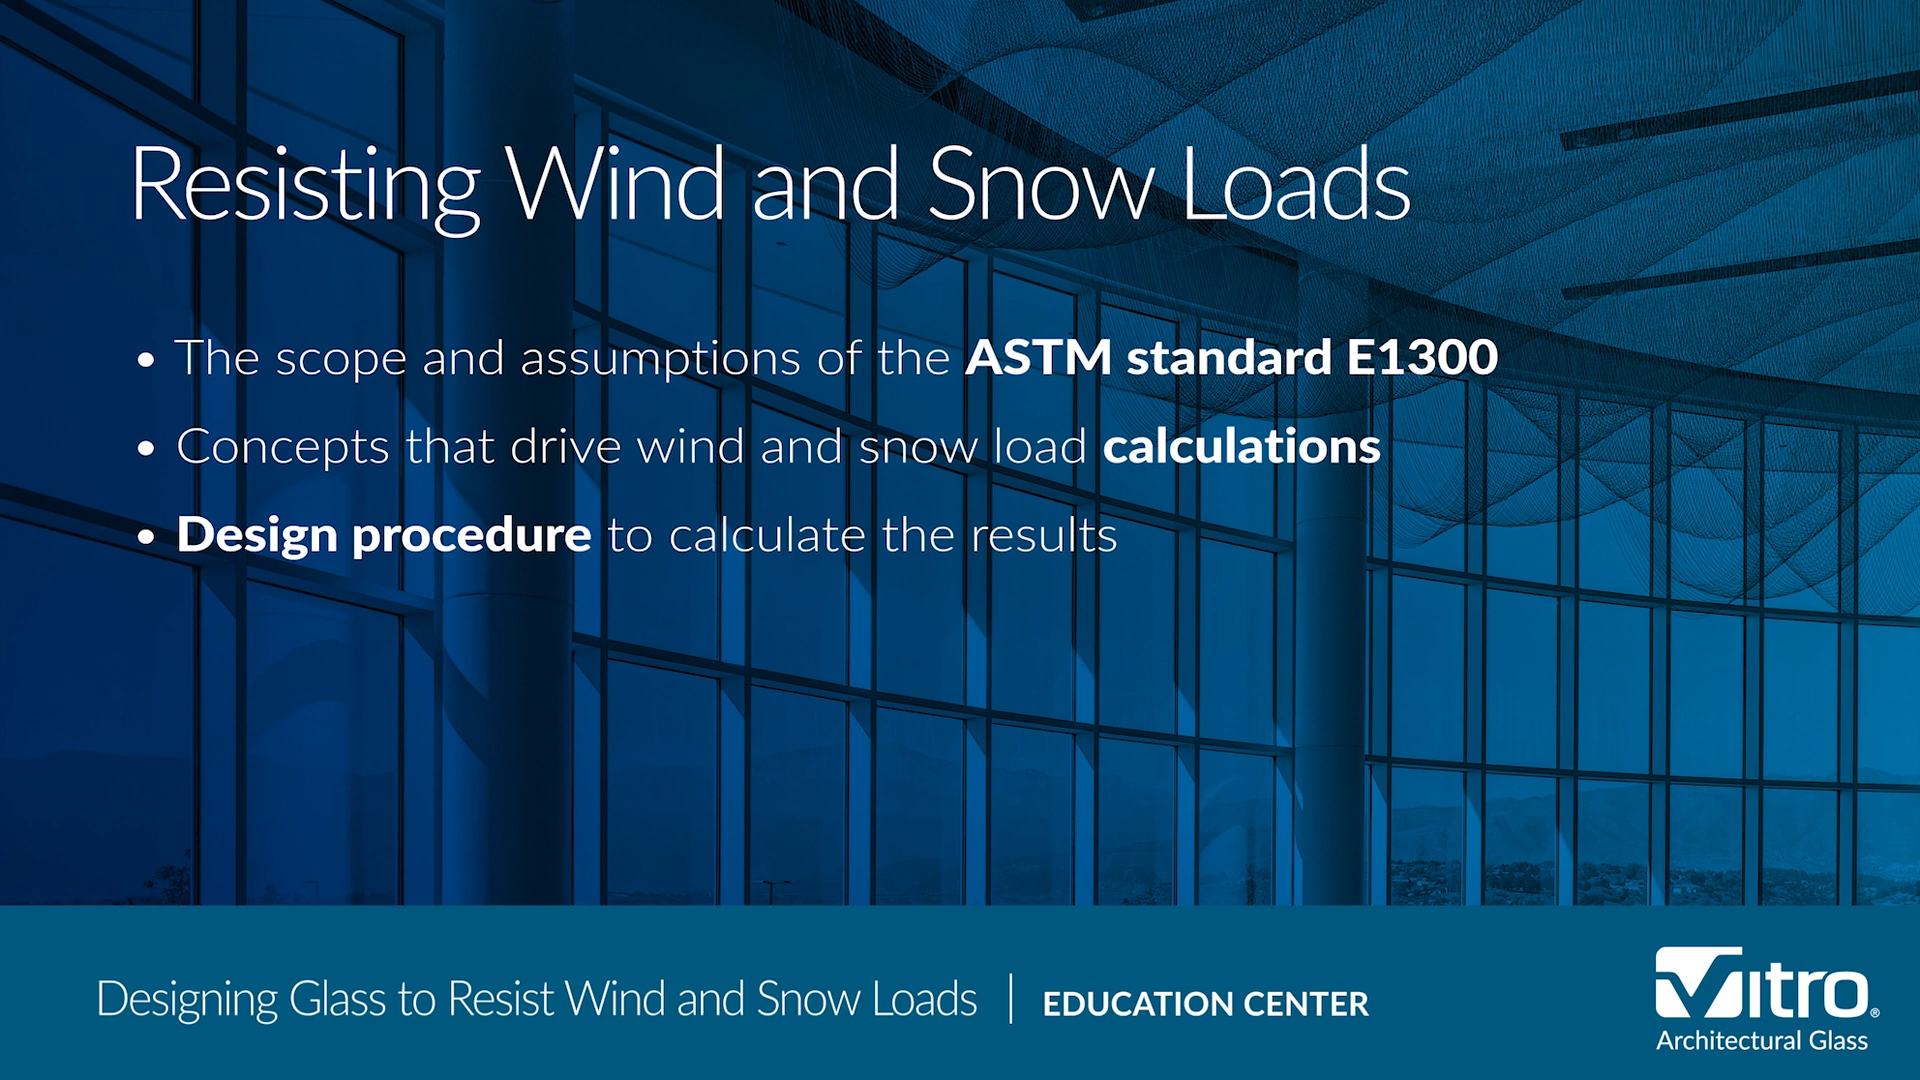 Resisting Wind and Snow Loads
• The scope and assumptions of the ASTM standard E1300
• Concepts that drive wind and snow load calculations
• Design procedure to calculate the results
Designing Glass to Resist Wind and Snow Loads | EDUCATION CENTER
Vitro®
Architectural Glass